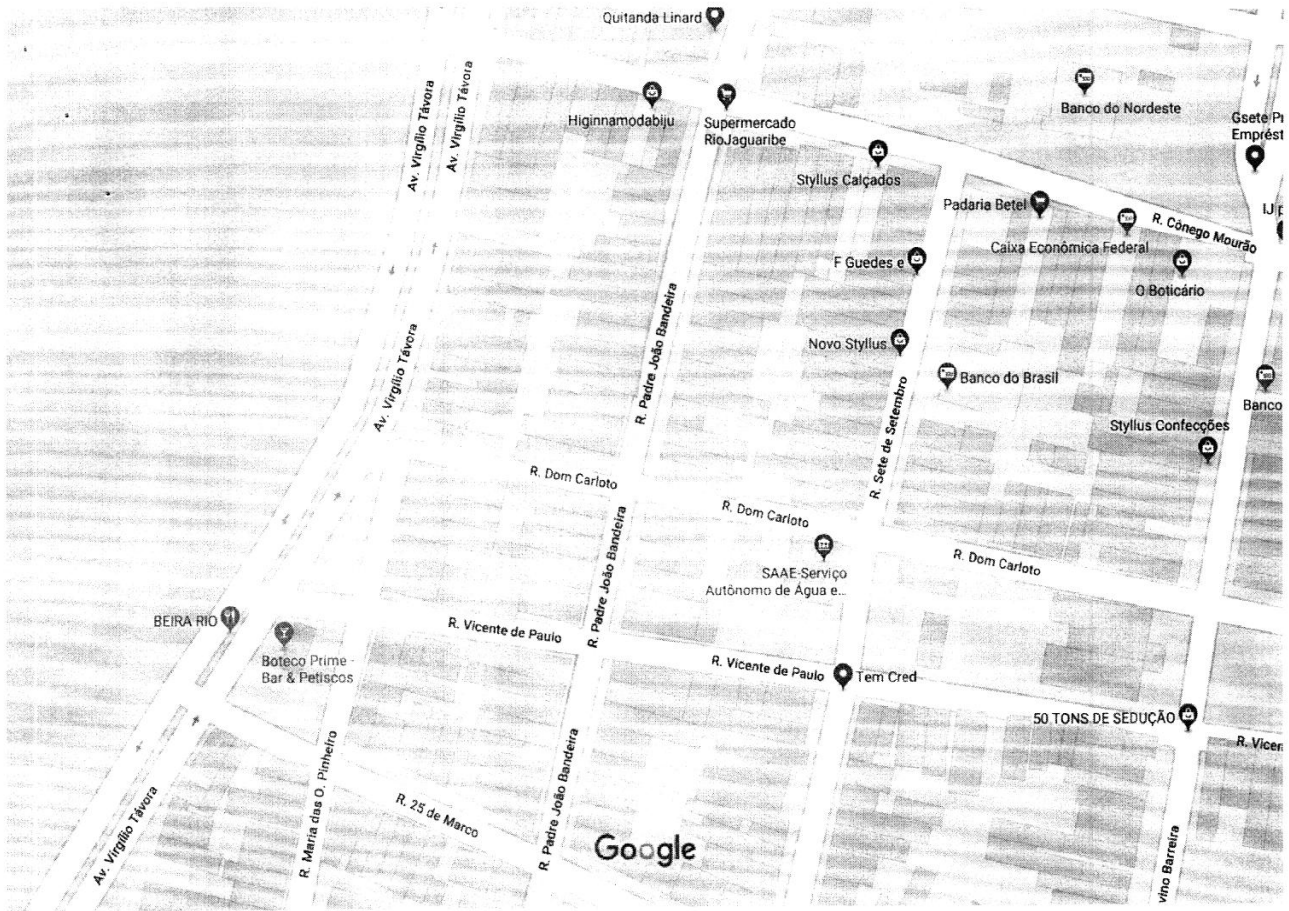 Quitanda Linard
Av. Virgílio Távora
Av. Virgílio Távora
Higinnamodabiju
Supermercado
RioJaguaribe
Banco do Nordeste
Gsete
Styllus Calçados
Padaria Betel
R. Cônego Mourão
Caixa Econômica Federal
F Guedes e
O Boticário
R. Padre João Bandeira
Novo Styllus
Av. Virgílio Távora
Banco do Brasil
Banco
R. Sete de Setembro
Styllus Confecções
R. Dom Carloto
R. Dom Carloto
R. Dom Carloto
R. Padre João Bandeira
SAAE-Serviço
Autônomo de Água e...
BEIRA RIO
R. Vicente de Paulo
Boteco Prime -
Bar & Petiscos
R. Vicente de Paulo
Tem Cred
50 TONS DE SEDUÇÃO
R. Vicen
R. Maria das O. Pinheiro
R. Padre João Bandeira
R. 25 de Marco
Av. Virgílio Távora
Google
vino Barreira